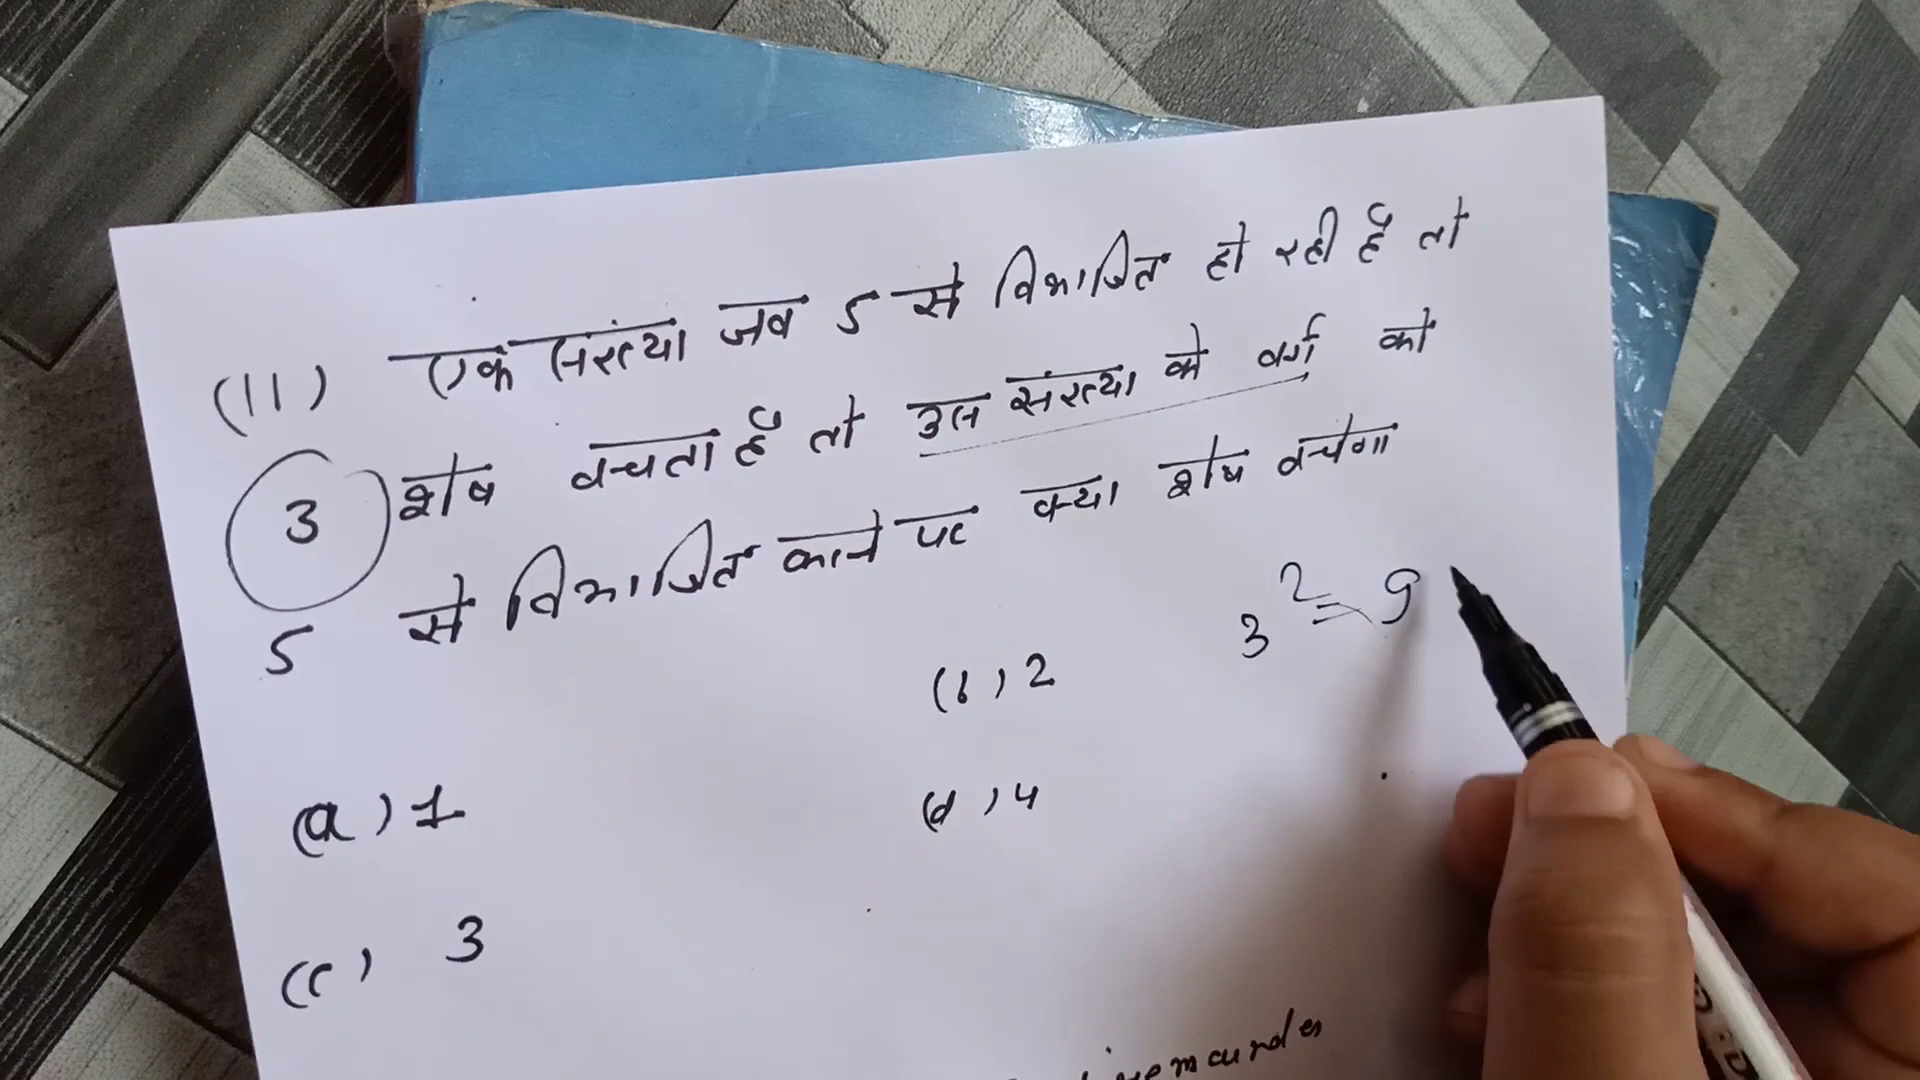 (11) एक संख्या जब 5 से विभाजित हो रही है तो
3 शेष बचता है तो उस संख्या के वर्ग को
5 से विभाजित करने पर क्या शेष बचेगा
3² = 9
(a) 1
(b) 2
(c) 3
(d) 4